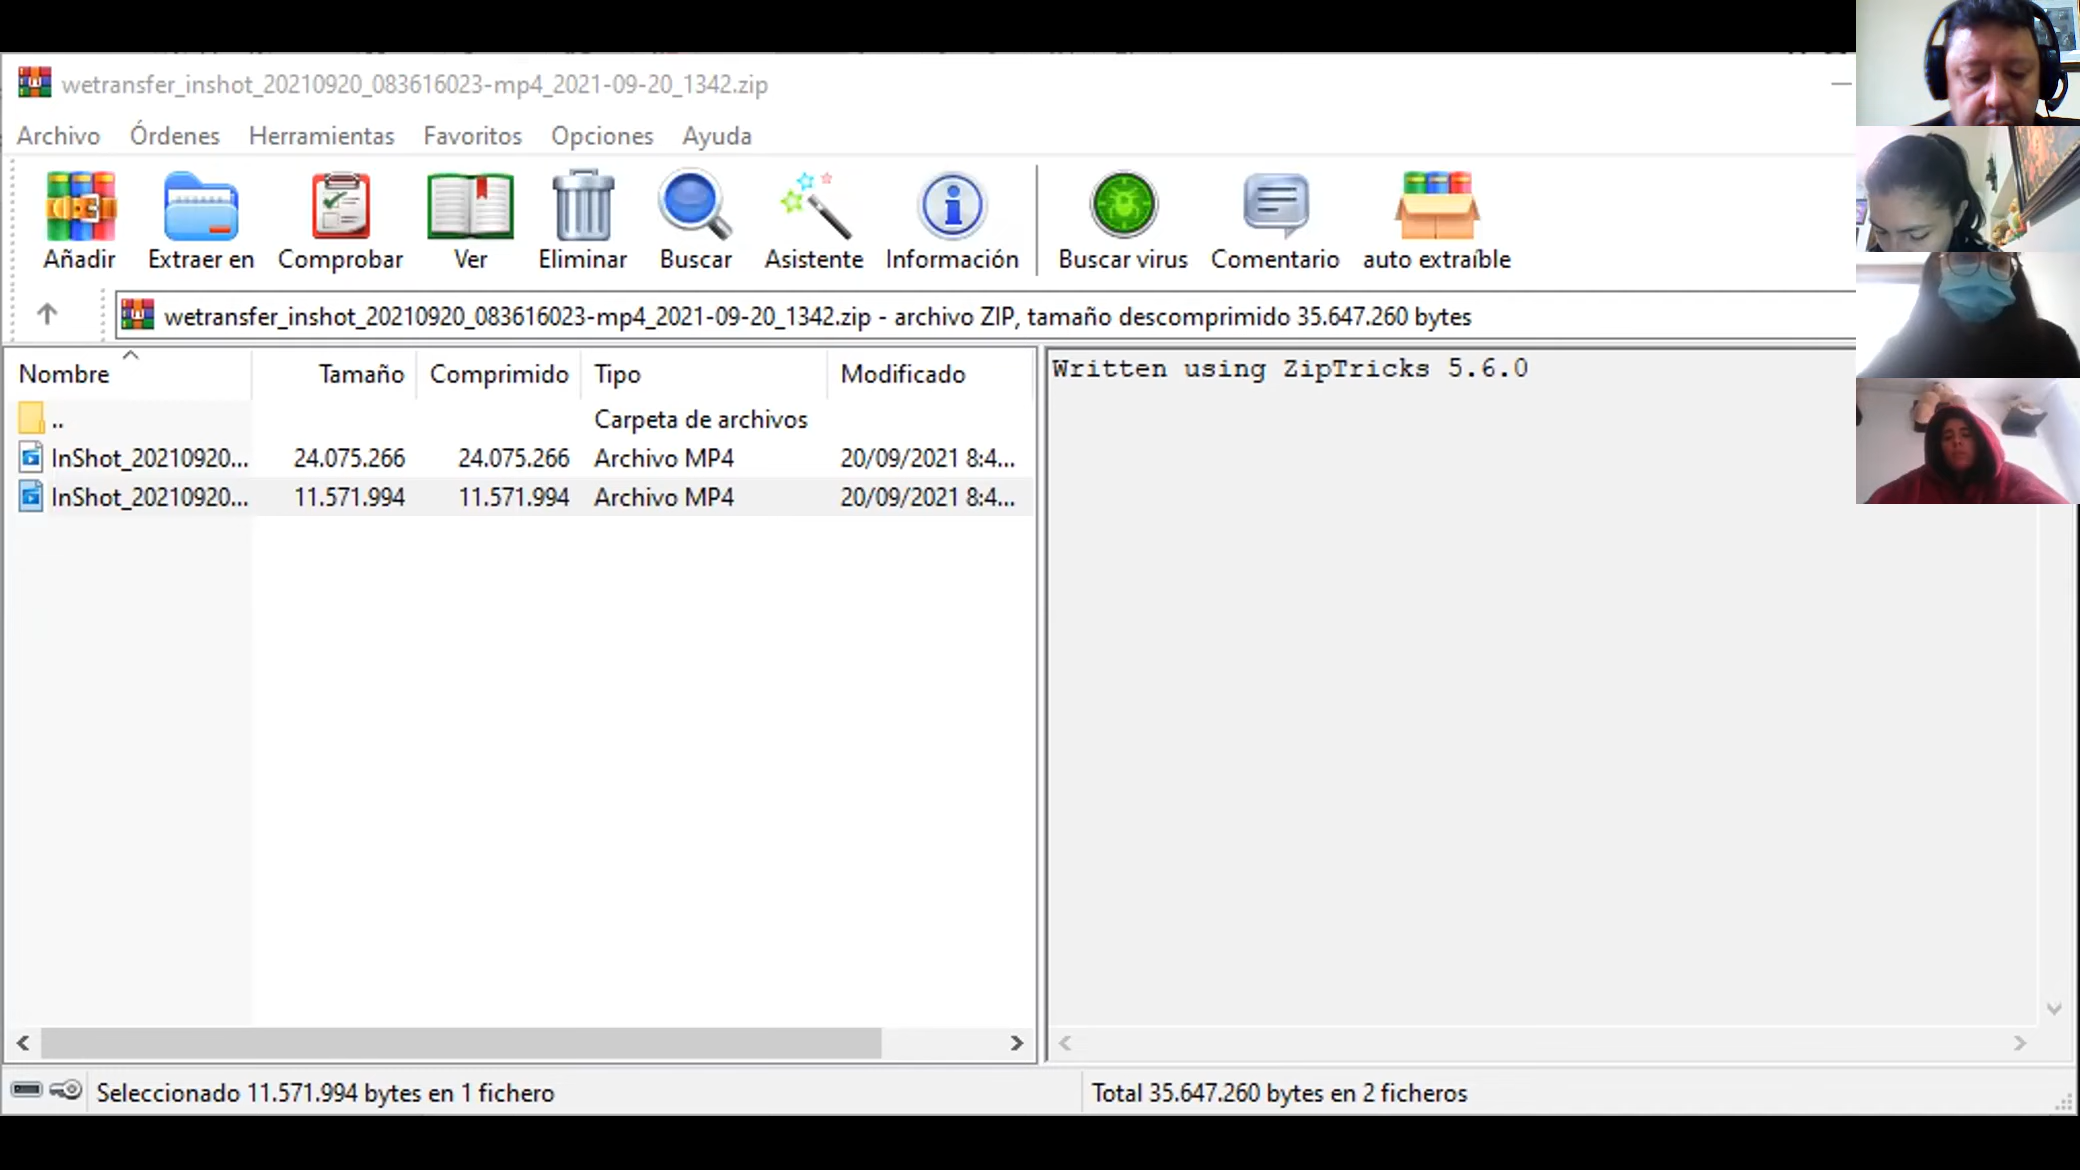 wetransfer_inshot_20210920_083616023-mp4_2021-09-20_1342.zip
Archivo Órdenes Herramientas Favoritos Opciones Ayuda
Añadir Extraer en Comprobar Ver Eliminar Buscar Asistente Información Buscar virus Comentario auto extraíble
wetransfer_inshot_20210920_083616023-mp4_2021-09-20_1342.zip - archivo ZIP, tamaño descomprimido 35.647.260 bytes
Nombre Tamaño Comprimido Tipo Modificado
.. Carpeta de archivos
InShot_20210920... 24.075.266 24.075.266 Archivo MP4 20/09/2021 8:4...
InShot_20210920... 11.571.994 11.571.994 Archivo MP4 20/09/2021 8:4...
Written using ZipTricks 5.6.0
Seleccionado 11.571.994 bytes en 1 fichero
Total 35.647.260 bytes en 2 ficheros